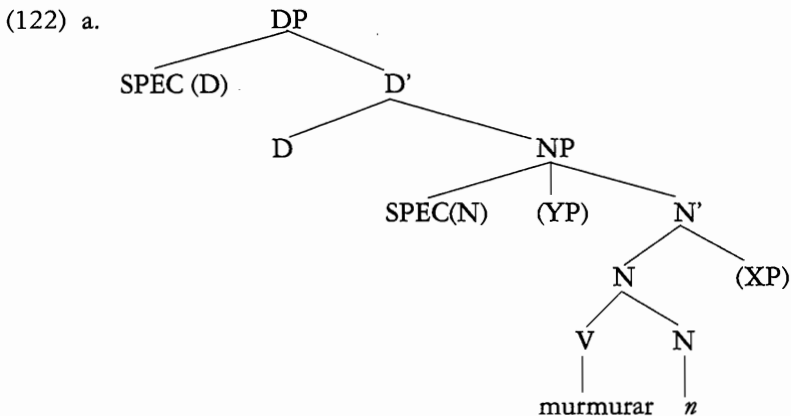 (122) a. DP
SPEC (D) D'
D NP
SPEC(N) (YP) N'
N (XP)
V N
murmurar n